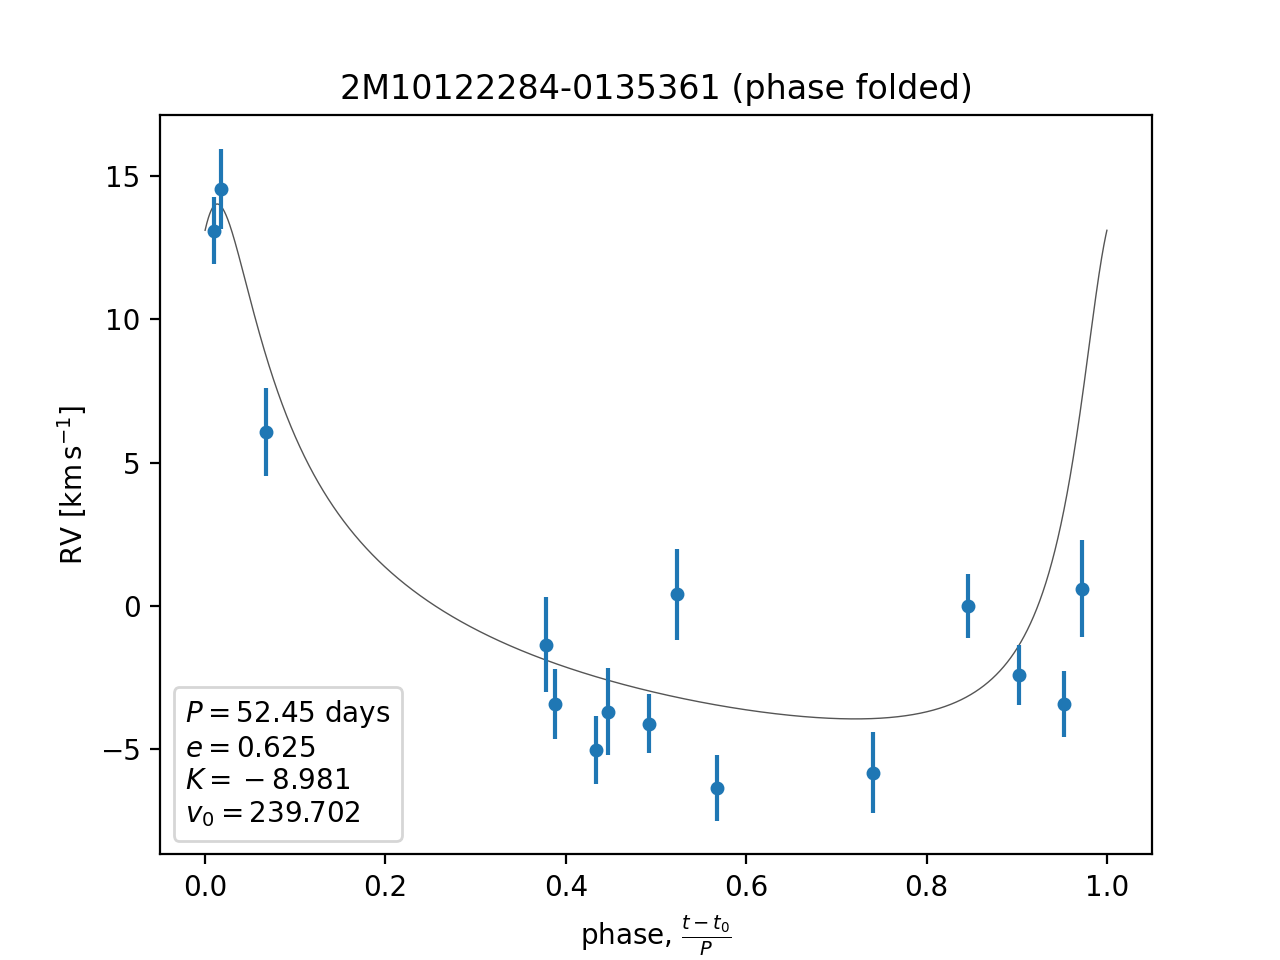 2M10122284-0135361 (phase folded)
RV [km s⁻¹]
15
10
5
0
−5
P = 52.45 days
e = 0.625
K = −8.981
v₀ = 239.702
0.0 0.2 0.4 0.6 0.8 1.0
phase, (t − t₀)/P